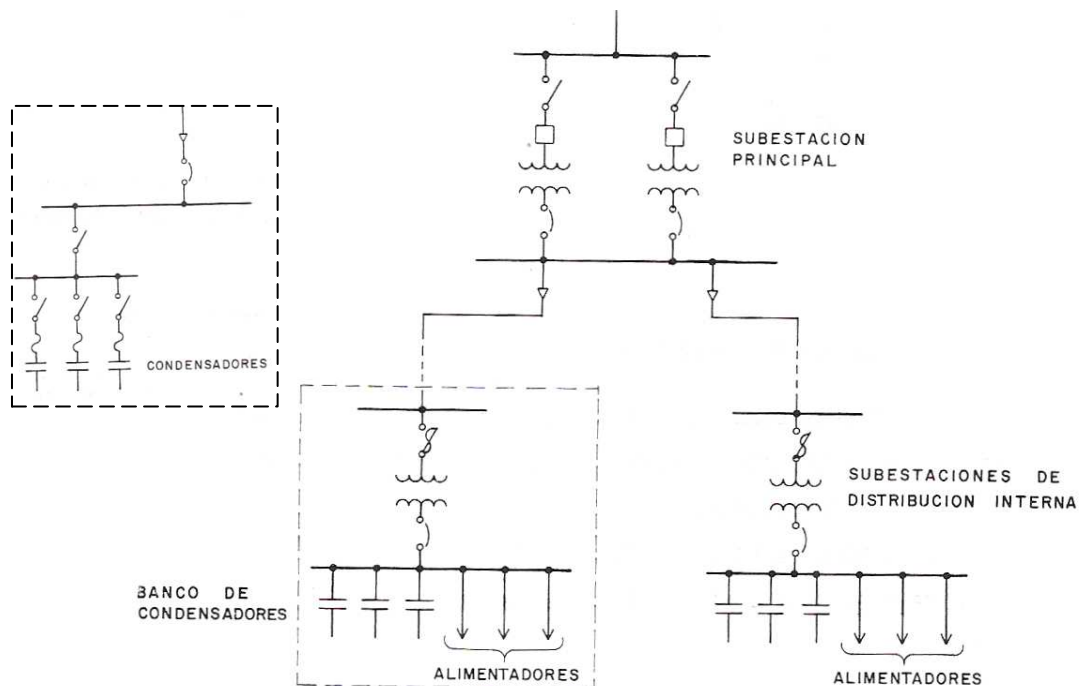 SUBESTACION
PRINCIPAL
CONDENSADORES
SUBESTACIONES DE
DISTRIBUCION INTERNA
BANCO DE
CONDENSADORES
ALIMENTADORES
ALIMENTADORES